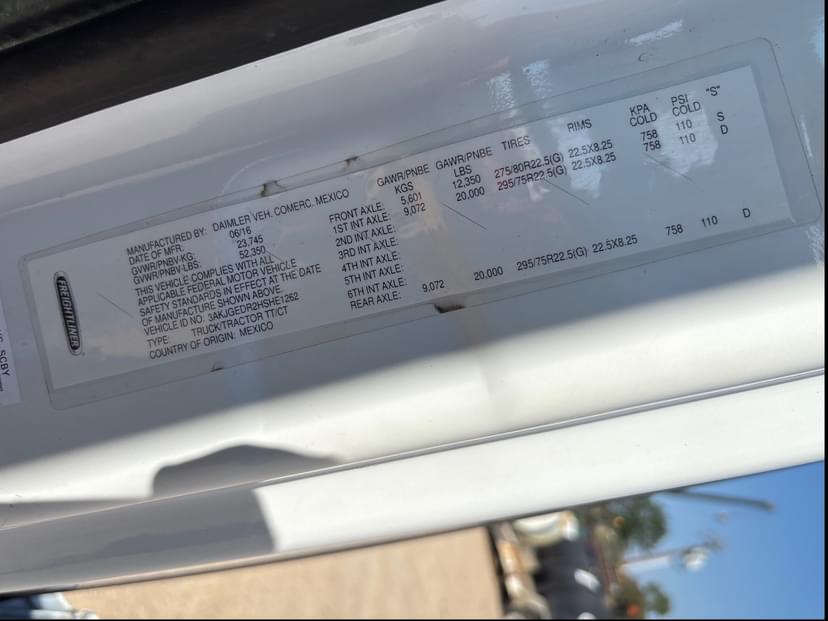 FREIGHTLINER
MANUFACTURED BY: DAIMLER VEH. COMERC. MEXICO
DATE OF MFR: 06/16
GVWR/PNBV-KG: 23,745
GVWR/PNBV-LBS: 52,350
THIS VEHICLE COMPLIES WITH ALL
APPLICABLE FEDERAL MOTOR VEHICLE
SAFETY STANDARDS IN EFFECT AT THE DATE
OF MANUFACTURE SHOWN ABOVE
VEHICLE ID NO: 3AKJGEDR2HSHE1262
TYPE: TRUCK/TRACTOR TT/CT
COUNTRY OF ORIGIN: MEXICO
GAWR/PNBE KGS GAWR/PNBE LBS TIRES RIMS KPA COLD PSI COLD "S"
FRONT AXLE: 5,601 12,350 275/80R22.5(G) 22.5X8.25 758 110 S
1ST INT AXLE: 9,072 20,000 295/75R22.5(G) 22.5X8.25 758 110 D
2ND INT AXLE:
3RD INT AXLE:
4TH INT AXLE:
5TH INT AXLE:
6TH INT AXLE:
REAR AXLE: 9,072 20,000 295/75R22.5(G) 22.5X8.25 758 110 D
SCBY